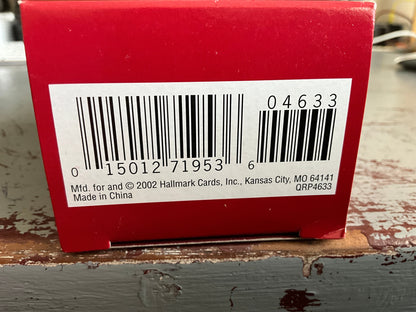 04633
0 15012 71953 6
Mfd. for and © 2002 Hallmark Cards, Inc., Kansas City, MO 64141
Made in China QRP4633